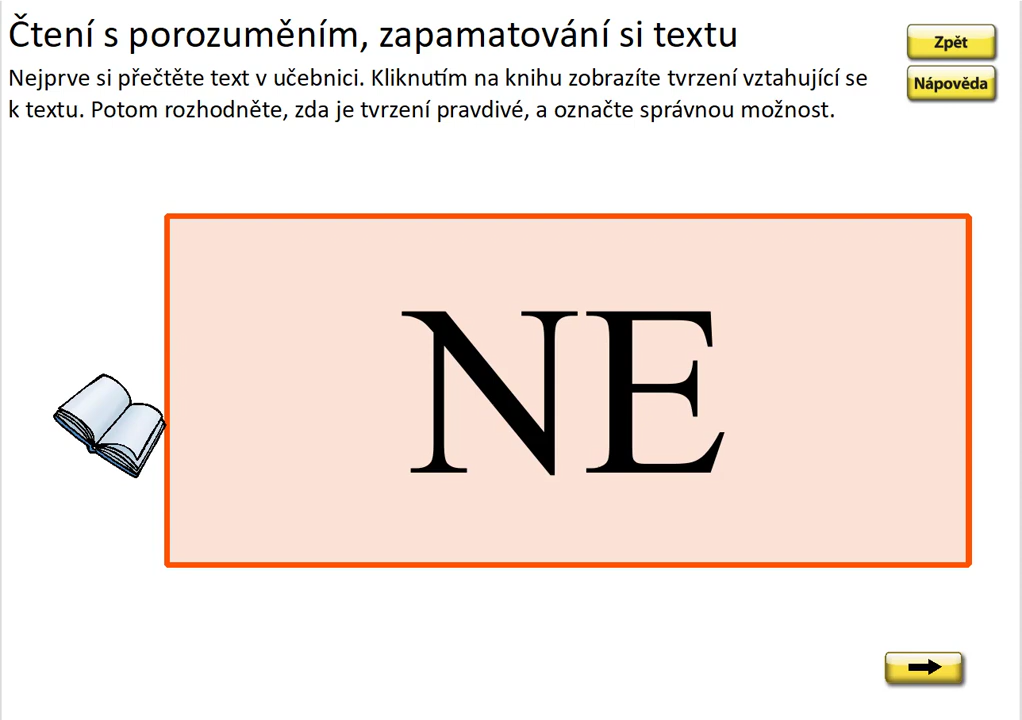 Čtení s porozuměním, zapamatování si textu
Zpět
Nejprve si přečtěte text v učebnici. Kliknutím na knihu zobrazíte tvrzení vztahující se
Nápověda
k textu. Potom rozhodněte, zda je tvrzení pravdivé, a označte správnou možnost.
NE